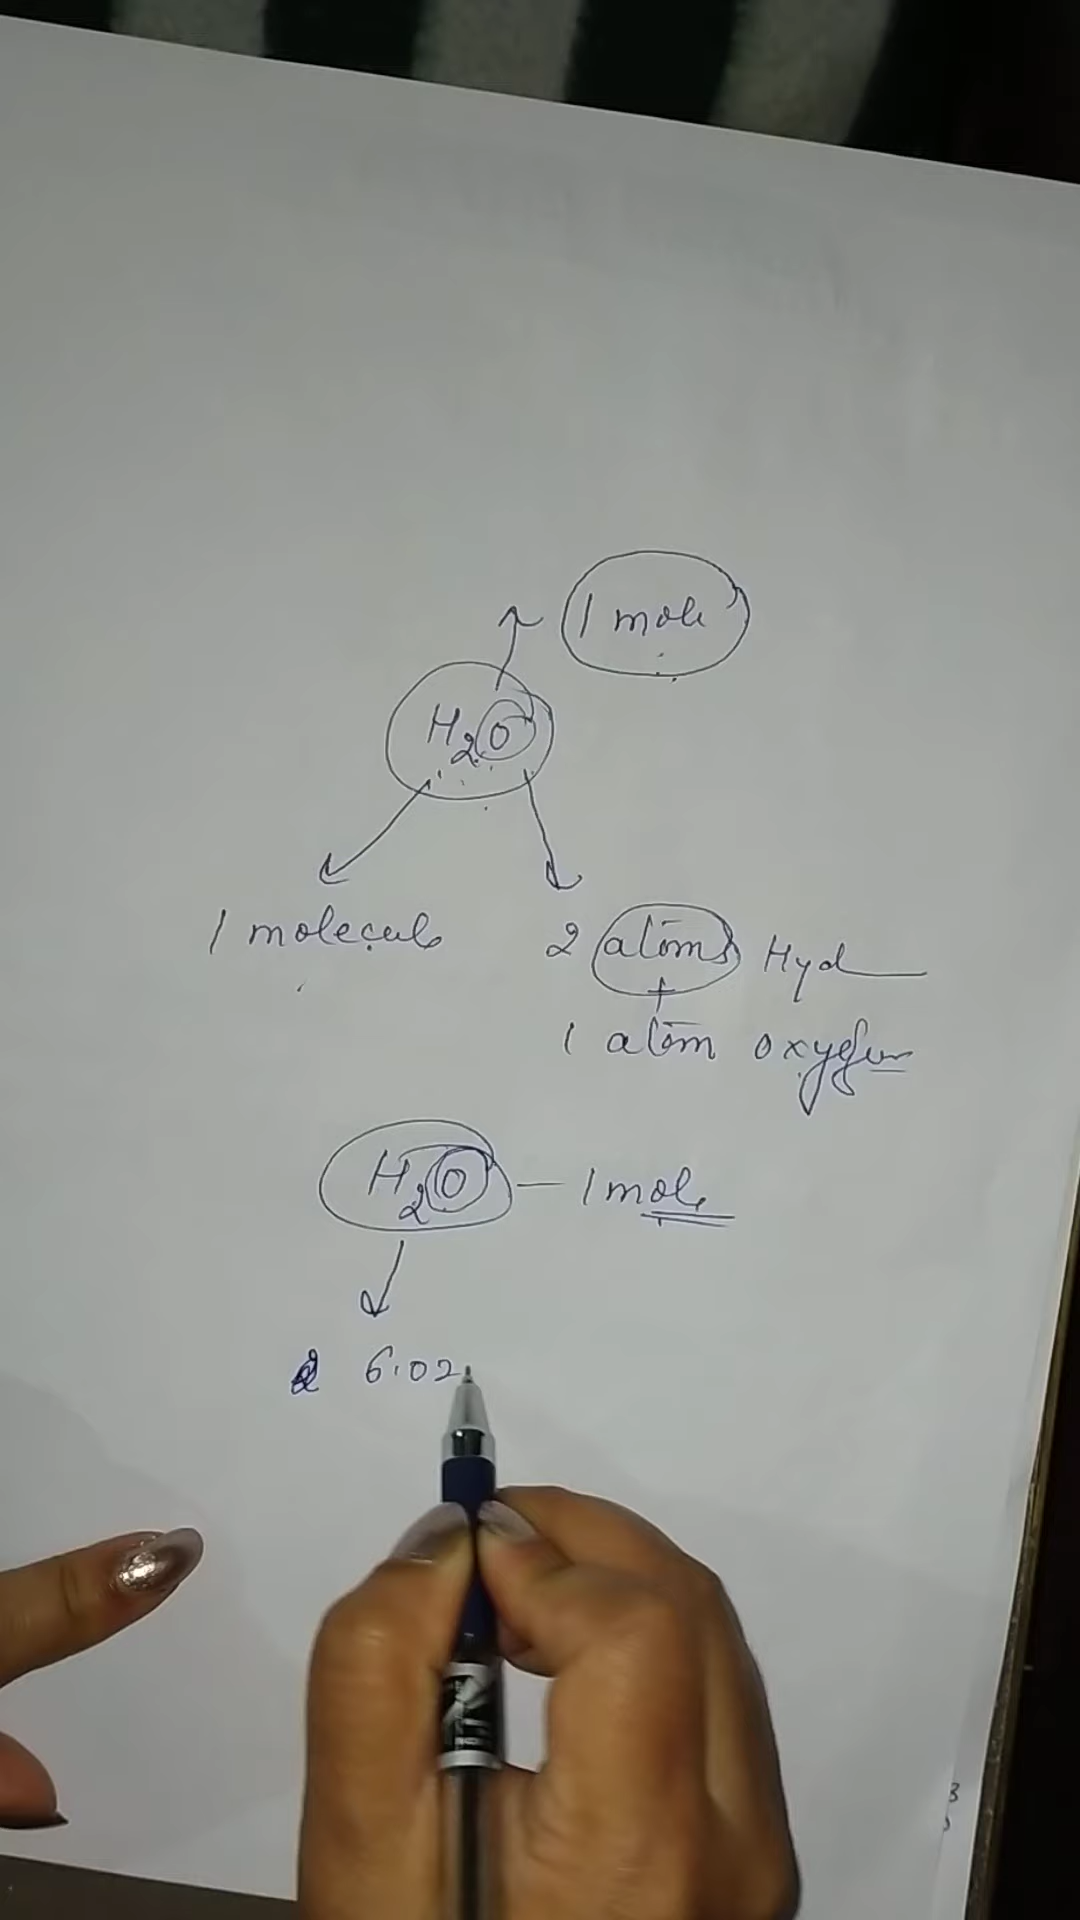 1 mole
H₂O
1 molecule
2 atoms Hyd
+
1 atom oxygen
H₂O — 1 mole
6.02